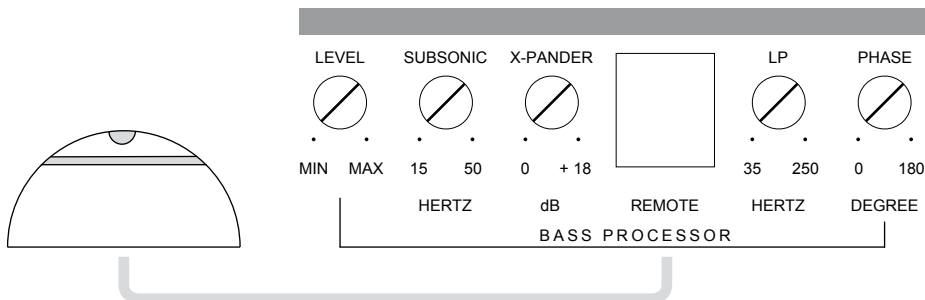 LEVEL SUBSONIC X-PANDER LP PHASE
MIN MAX 15 50 0 + 18 35 250 0 180
HERTZ dB REMOTE HERTZ DEGREE
BASS PROCESSOR